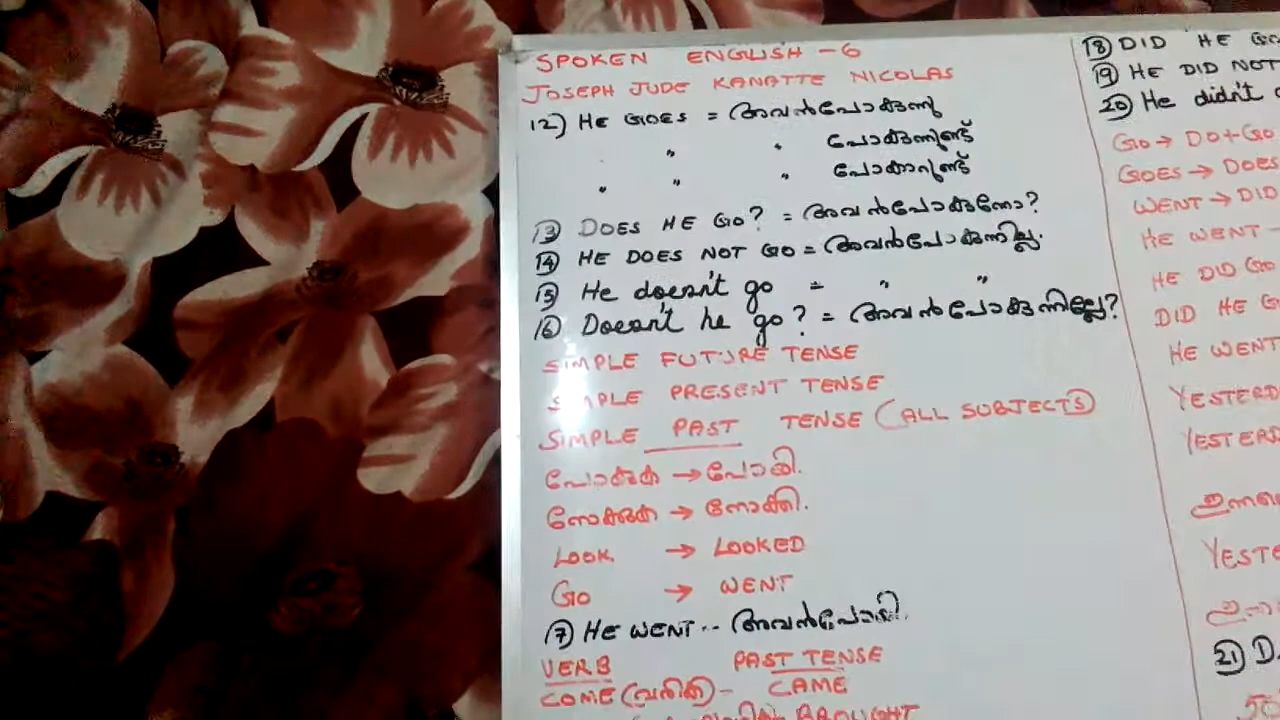 SPOKEN ENGLISH - 6
JOSEPH JUDE KANATTE NICOLAS
12) HE GOES = അവൻപോകുന്നു
" " പോകുന്നുണ്ട്
" " " പോകാറുണ്ട്
13) DOES HE GO? = അവൻപോകുന്നോ?
14) HE DOES NOT GO = അവൻപോകുന്നില്ല.
15) He doesn't go = " "
16) Doesn't he go? = അവൻപോകുന്നില്ലേ?
SIMPLE FUTURE TENSE
SIMPLE PRESENT TENSE
SIMPLE PAST TENSE (ALL SUBJECTS)
പോകുക → പോയി.
നോക്കുക → നോക്കി.
LOOK → LOOKED
GO → WENT
17) HE WENT -- അവൻപോയി.
VERB PAST TENSE
COME (വരിക) - CAME
BROUGHT
18) DID HE GO
19) HE DID NOT
20) He didn't
GO → DO+GO
GOES → DOES
WENT → DID
HE WENT -
HE DID GO
DID HE G
HE WENT
YESTERD
YESTERD
ഇന്നലെ
YESTE
21) D